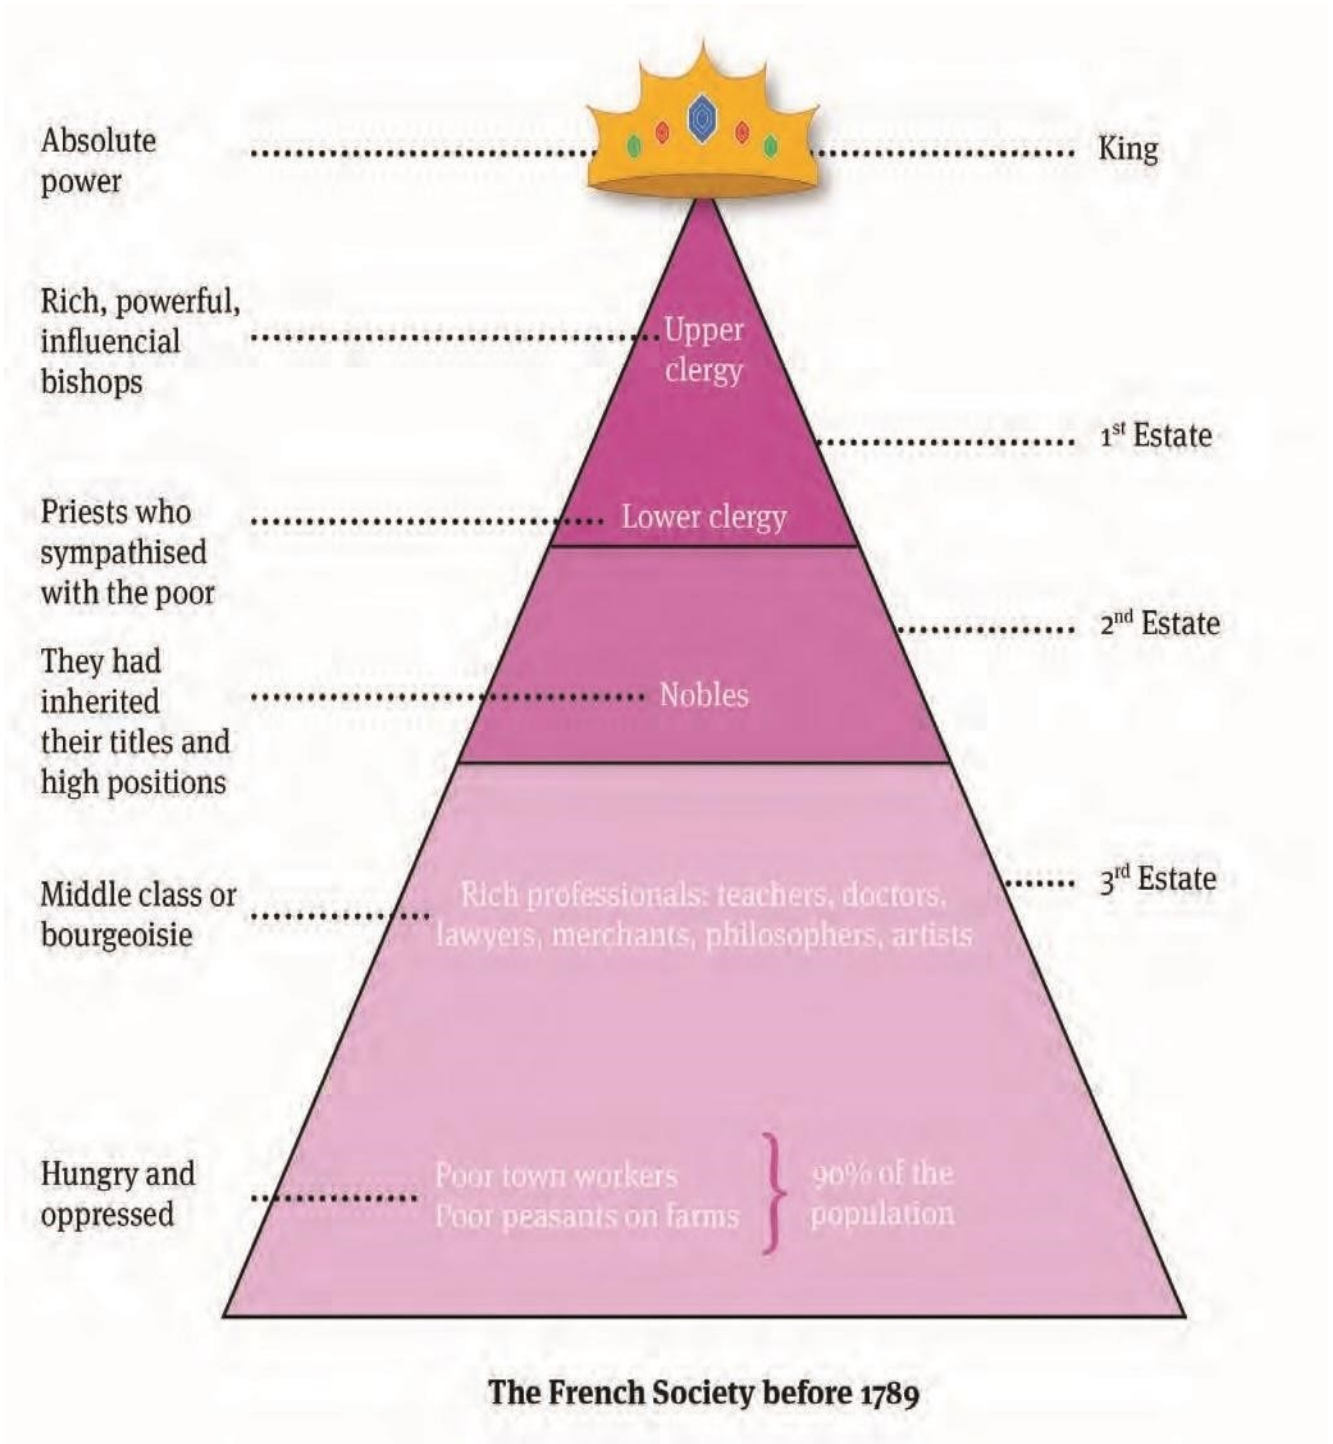 Absolute
power
King
Rich, powerful,
influencial
bishops
Upper
clergy
1st Estate
Priests who
sympathised
with the poor
Lower clergy
2nd Estate
They had
inherited
their titles and
high positions
Nobles
3rd Estate
Middle class or
bourgeoisie
Rich professionals: teachers, doctors,
lawyers, merchants, philosophers, artists
Hungry and
oppressed
Poor town workers
Poor peasants on farms
90% of the
population
The French Society before 1789